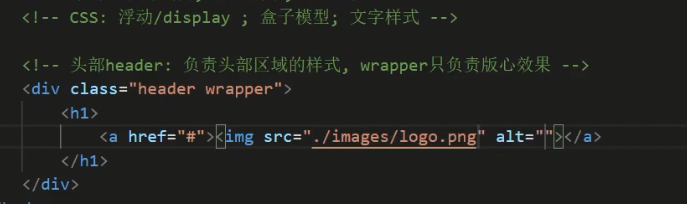 <!-- CSS: 浮动/display ; 盒子模型; 文字样式 -->
<!-- 头部header: 负责头部区域的样式, wrapper只负责版心效果 -->
<div class="header wrapper">
<h1>
<a href="#"><img src="./images/logo.png" alt=""></a>
</h1>
</div>